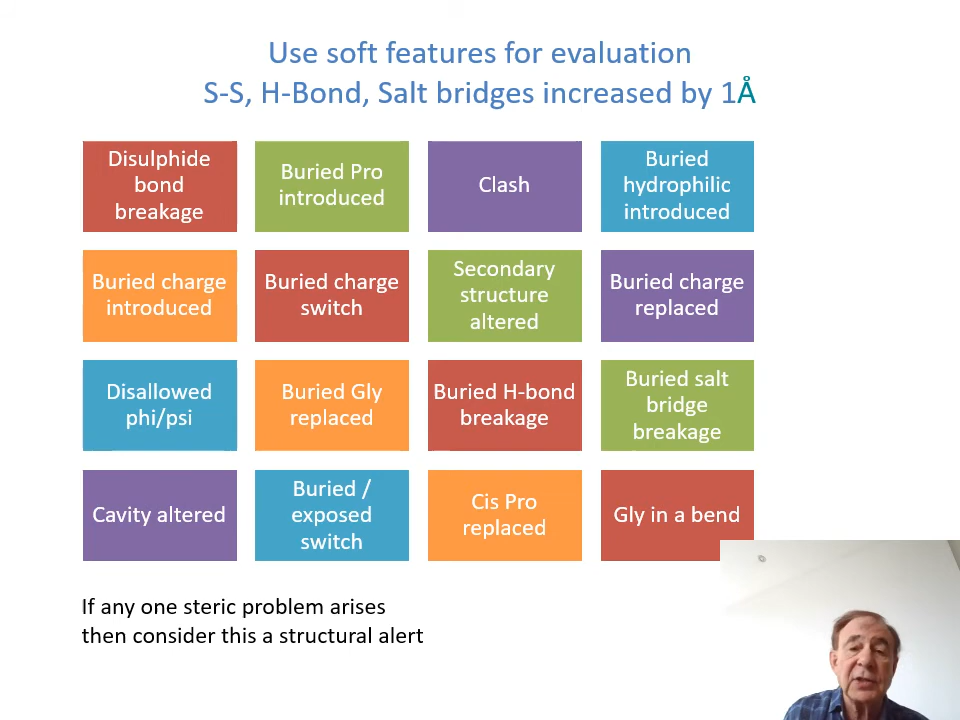 Use soft features for evaluation
S-S, H-Bond, Salt bridges increased by 1Å
Disulphide
bond
breakage
Buried Pro
introduced
Clash
Buried
hydrophilic
introduced
Buried charge
introduced
Buried charge
switch
Secondary
structure
altered
Buried charge
replaced
Disallowed
phi/psi
Buried Gly
replaced
Buried H-bond
breakage
Buried salt
bridge
breakage
Cavity altered
Buried /
exposed
switch
Cis Pro
replaced
Gly in a bend
If any one steric problem arises
then consider this a structural alert